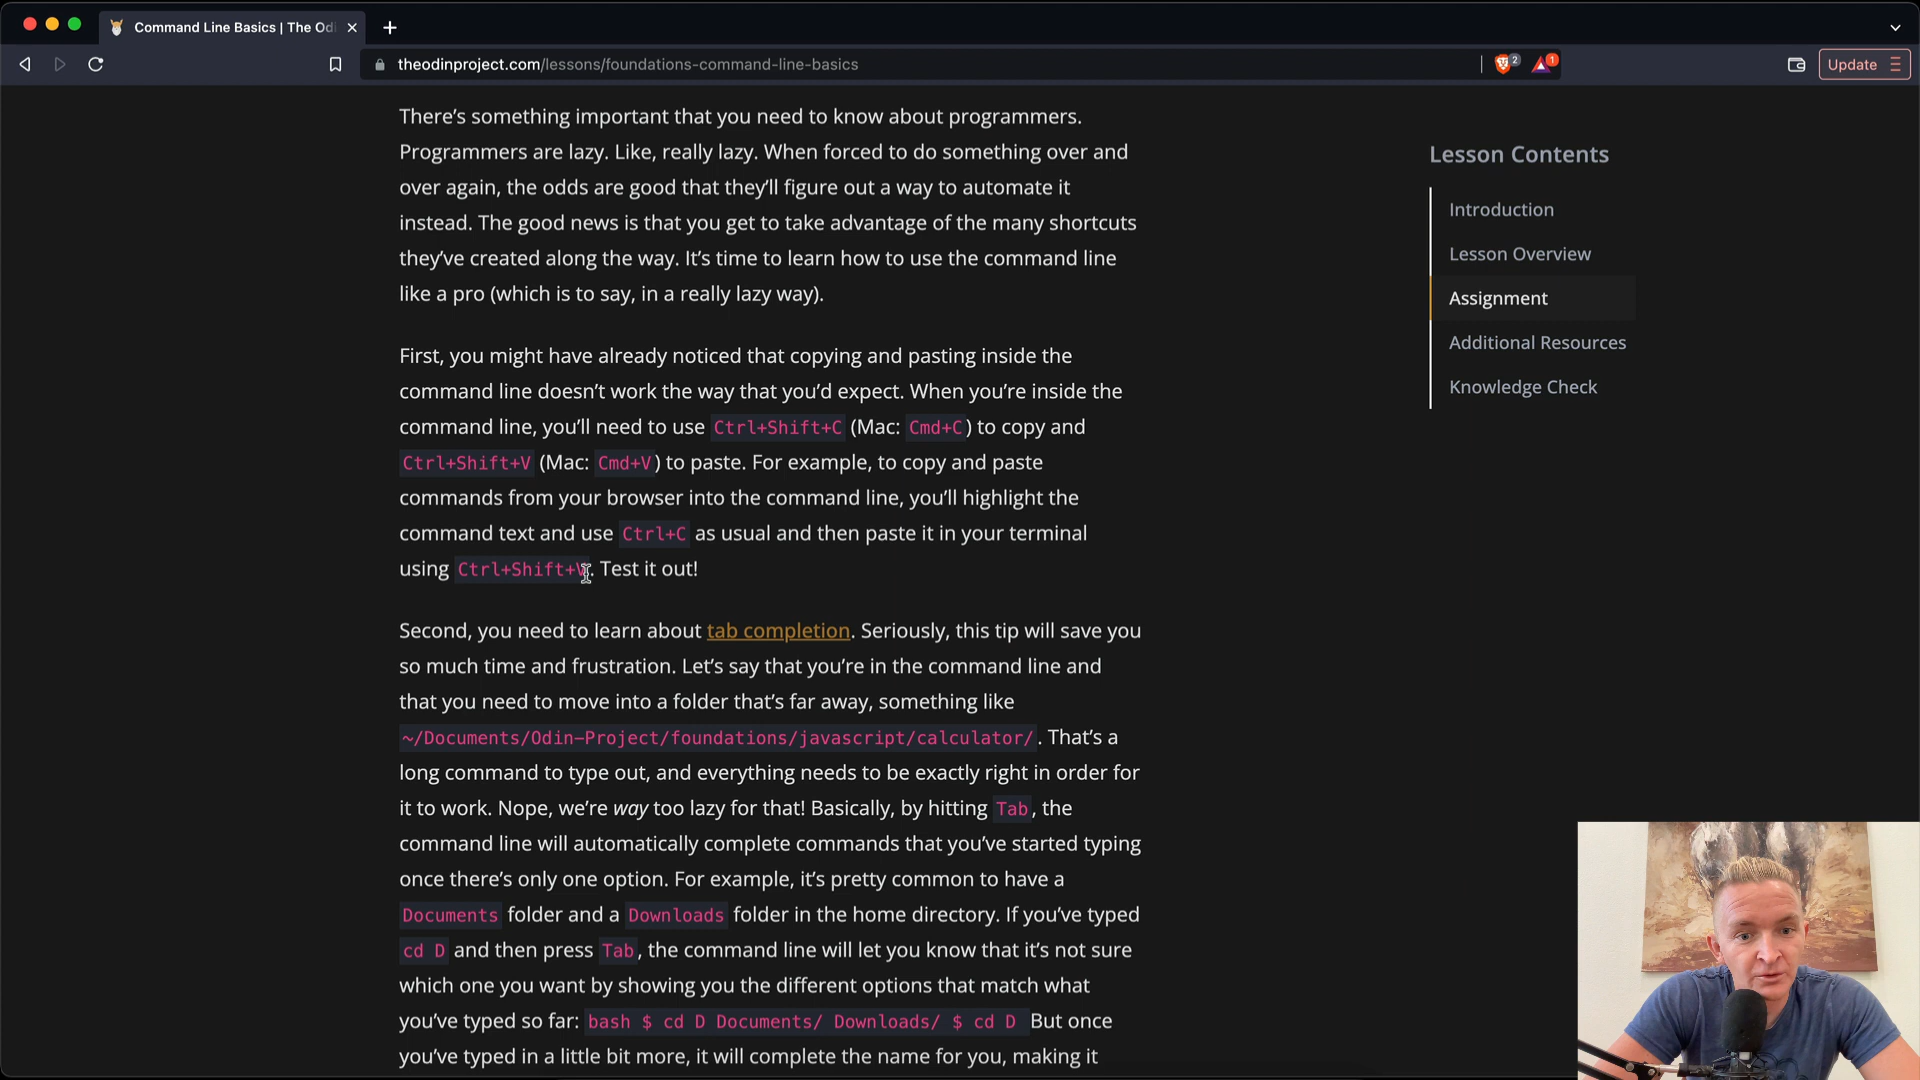 Command Line Basics | The Od
theodinproject.com/lessons/foundations-command-line-basics
2
1
Update
There’s something important that you need to know about programmers.
Programmers are lazy. Like, really lazy. When forced to do something over and
over again, the odds are good that they’ll figure out a way to automate it
instead. The good news is that you get to take advantage of the many shortcuts
they’ve created along the way. It’s time to learn how to use the command line
like a pro (which is to say, in a really lazy way).
First, you might have already noticed that copying and pasting inside the
command line doesn’t work the way that you’d expect. When you’re inside the
command line, you’ll need to use Ctrl+Shift+C (Mac: Cmd+C) to copy and
Ctrl+Shift+V (Mac: Cmd+V) to paste. For example, to copy and paste
commands from your browser into the command line, you’ll highlight the
command text and use Ctrl+C as usual and then paste it in your terminal
using Ctrl+Shift+V. Test it out!
Second, you need to learn about tab completion. Seriously, this tip will save you
so much time and frustration. Let’s say that you’re in the command line and
that you need to move into a folder that’s far away, something like
~/Documents/Odin-Project/foundations/javascript/calculator/. That’s a
long command to type out, and everything needs to be exactly right in order for
it to work. Nope, we’re way too lazy for that! Basically, by hitting Tab, the
command line will automatically complete commands that you’ve started typing
once there’s only one option. For example, it’s pretty common to have a
Documents folder and a Downloads folder in the home directory. If you’ve typed
cd D and then press Tab, the command line will let you know that it’s not sure
which one you want by showing you the different options that match what
you’ve typed so far: bash $ cd D Documents/ Downloads/ $ cd D But once
you’ve typed in a little bit more, it will complete the name for you, making it
Lesson Contents
Introduction
Lesson Overview
Assignment
Additional Resources
Knowledge Check